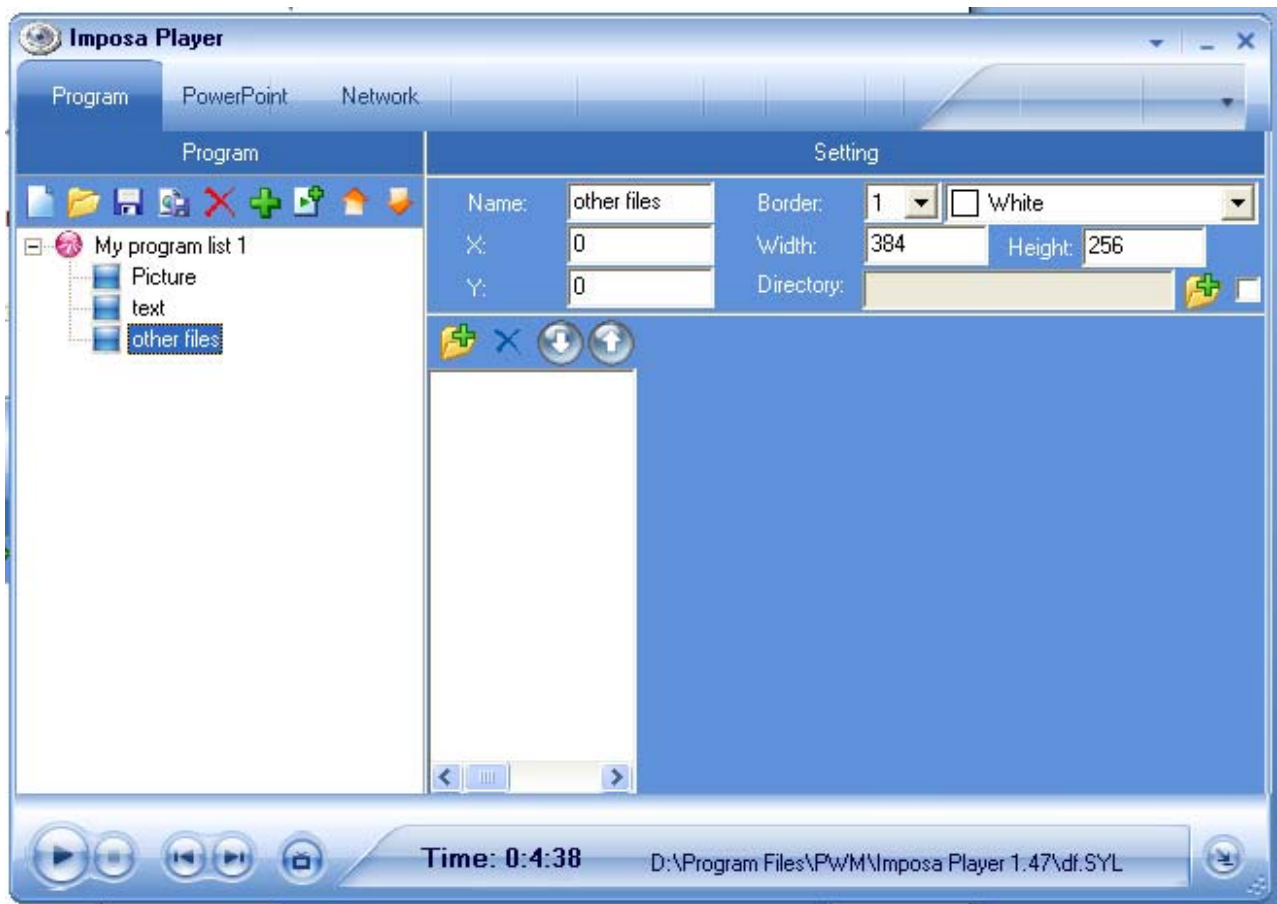 Imposa Player
Program PowerPoint Network
Program
Setting
My program list 1
Picture
text
other files
Name: other files Border: 1 White
X: 0 Width: 384 Height: 256
Y: 0 Directory:
Time: 0:4:38 D:\Program Files\PWM\Imposa Player 1.47\df.SYL